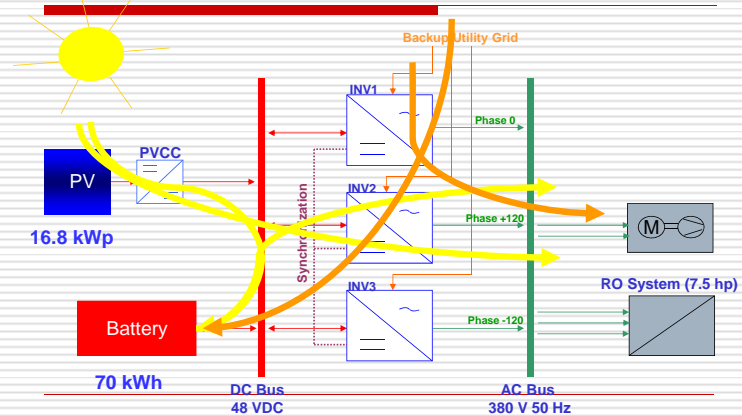 Backup Utility Grid
INV1
Phase 0
PVCC
PV
16.8 kWp
INV2
Phase +120
Synchronization
M
RO System (7.5 hp)
INV3
Phase -120
Battery
70 kWh
DC Bus
48 VDC
AC Bus
380 V 50 Hz